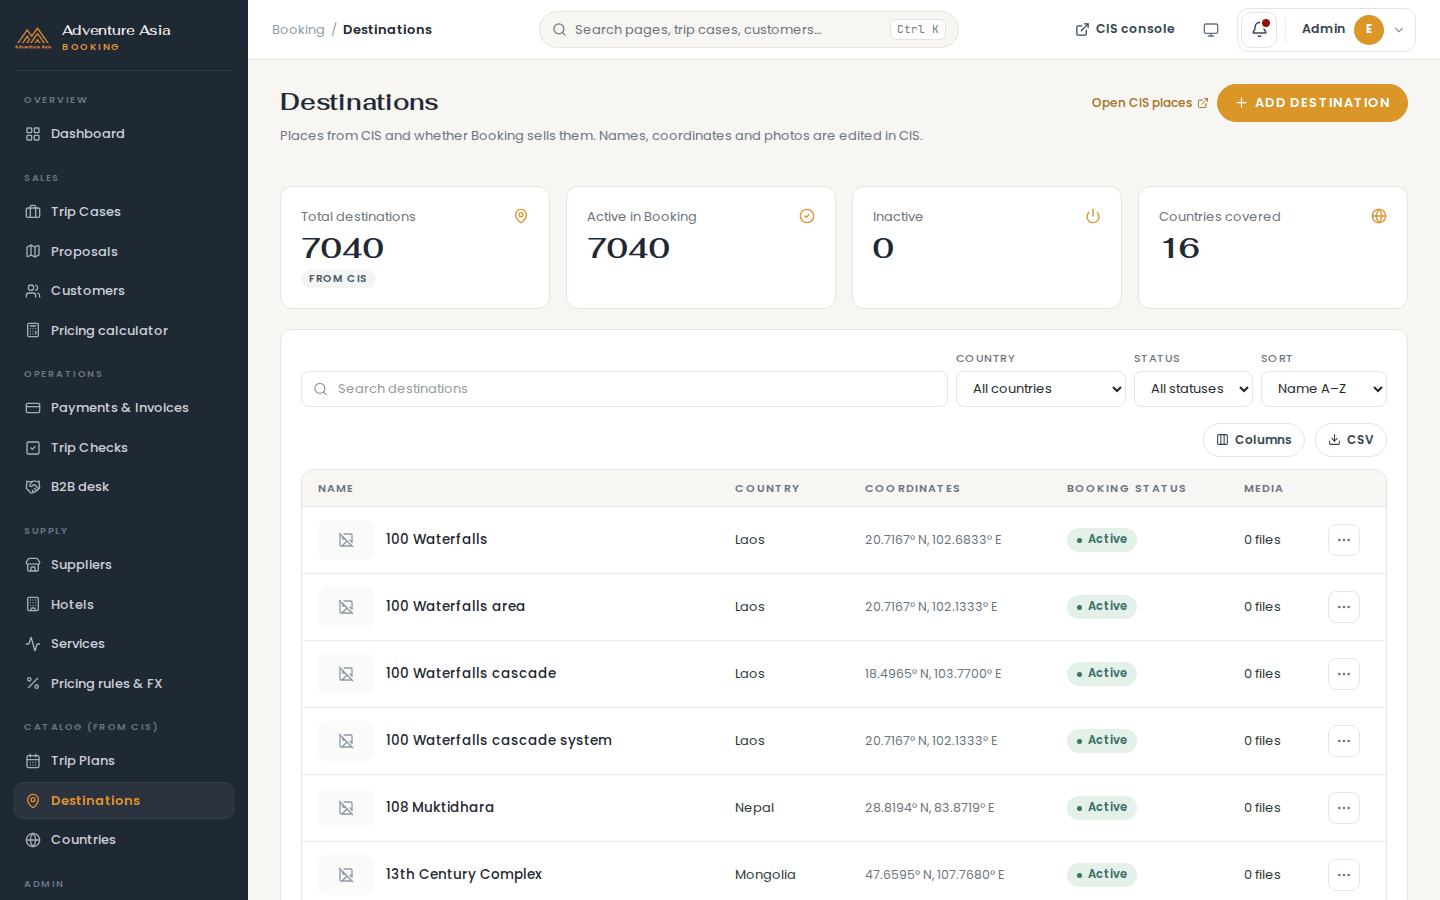 Adventure Asia
BOOKING
Adventure Asia
OVERVIEW
Dashboard
SALES
Trip Cases
Proposals
Customers
Pricing calculator
OPERATIONS
Payments & Invoices
Trip Checks
B2B desk
SUPPLY
Suppliers
Hotels
Services
Pricing rules & FX
CATALOG (FROM CIS)
Trip Plans
Destinations
Countries
ADMIN
Booking / Destinations
Search pages, trip cases, customers...
Ctrl K
CIS console
Admin
E
Destinations
Places from CIS and whether Booking sells them. Names, coordinates and photos are edited in CIS.
Open CIS places
+ ADD DESTINATION
Total destinations
7040
FROM CIS
Active in Booking
7040
Inactive
0
Countries covered
16
COUNTRY STATUS SORT
Search destinations All countries All statuses Name A–Z
Columns CSV
NAME COUNTRY COORDINATES BOOKING STATUS MEDIA
100 Waterfalls Laos 20.7167° N, 102.6833° E Active 0 files
100 Waterfalls area Laos 20.7167° N, 102.1333° E Active 0 files
100 Waterfalls cascade Laos 18.4965° N, 103.7700° E Active 0 files
100 Waterfalls cascade system Laos 20.7167° N, 102.1333° E Active 0 files
108 Muktidhara Nepal 28.8194° N, 83.8719° E Active 0 files
13th Century Complex Mongolia 47.6595° N, 107.7680° E Active 0 files